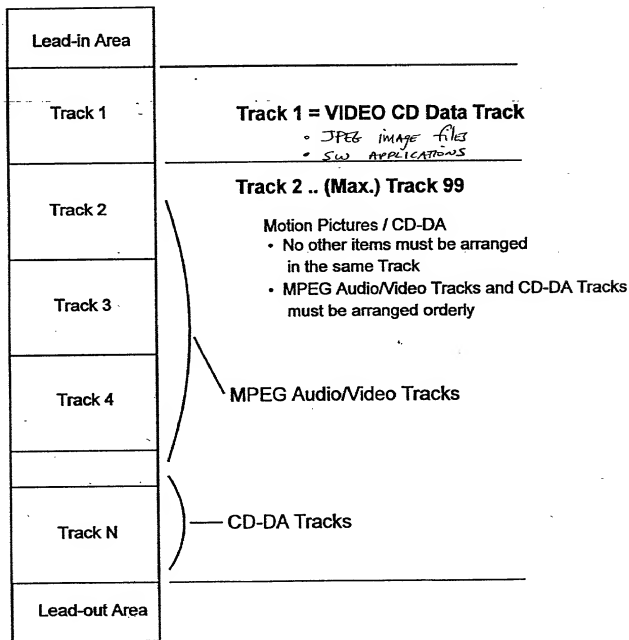 Lead-in Area
Track 1
Track 1 = VIDEO CD Data Track
• JPEG IMAGE files
• SW APPLICATIONS
Track 2 .. (Max.) Track 99
Track 2
Motion Pictures / CD-DA
• No other items must be arranged
in the same Track
• MPEG Audio/Video Tracks and CD-DA Tracks
must be arranged orderly
Track 3
Track 4
MPEG Audio/Video Tracks
Track N
CD-DA Tracks
Lead-out Area